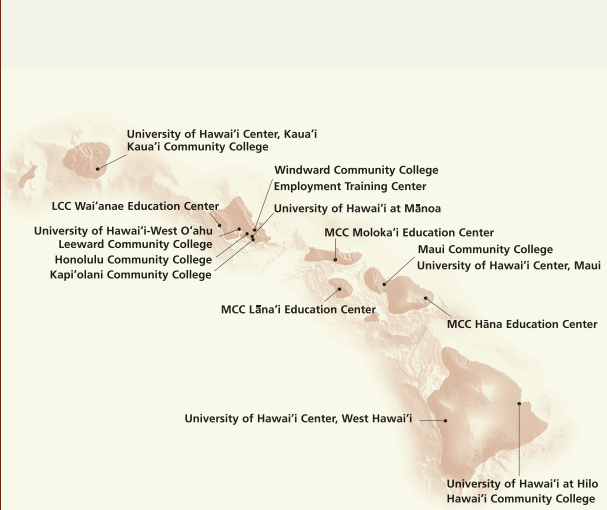 University of Hawai‘i Center, Kaua‘i
Kaua‘i Community College
Windward Community College
Employment Training Center
LCC Wai‘anae Education Center
University of Hawai‘i at Mānoa
University of Hawai‘i-West O‘ahu
Leeward Community College
Honolulu Community College
Kapi‘olani Community College
MCC Moloka‘i Education Center
Maui Community College
University of Hawai‘i Center, Maui
MCC Lāna‘i Education Center
MCC Hāna Education Center
University of Hawai‘i Center, West Hawai‘i
University of Hawai‘i at Hilo
Hawai‘i Community College